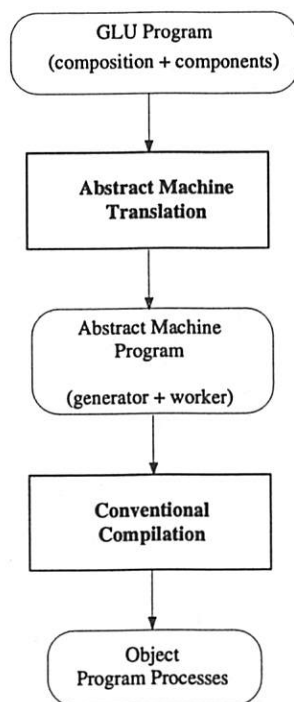 GLU Program
(composition + components)
Abstract Machine
Translation
Abstract Machine
Program
(generator + worker)
Conventional
Compilation
Object
Program Processes